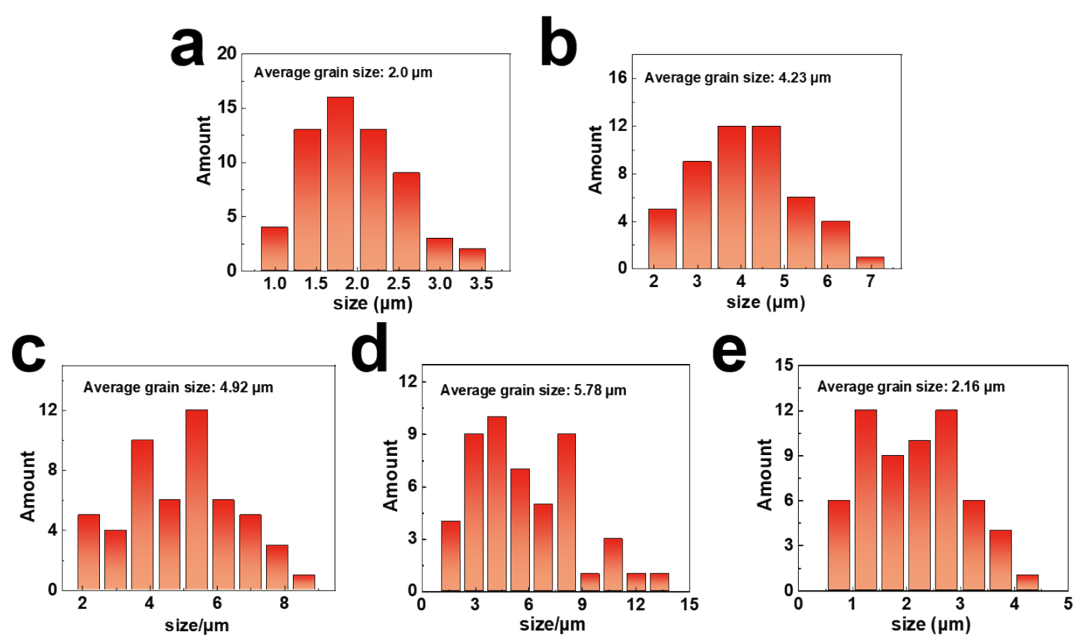 a
Average grain size: 2.0 µm
20
15
10
5
0
Amount
1.0 1.5 2.0 2.5 3.0 3.5
size (µm)
b
Average grain size: 4.23 µm
16
12
8
4
0
Amount
2 3 4 5 6 7
size (µm)
c
Average grain size: 4.92 µm
12
9
6
4
0
Amount
2 4 6 8
size/µm
d
Average grain size: 5.78 µm
12
9
6
3
0
Amount
0 3 6 9 12 15
size/µm
e
Average grain size: 2.16 µm
15
12
9
6
3
0
Amount
0 1 2 3 4 5
size (µm)